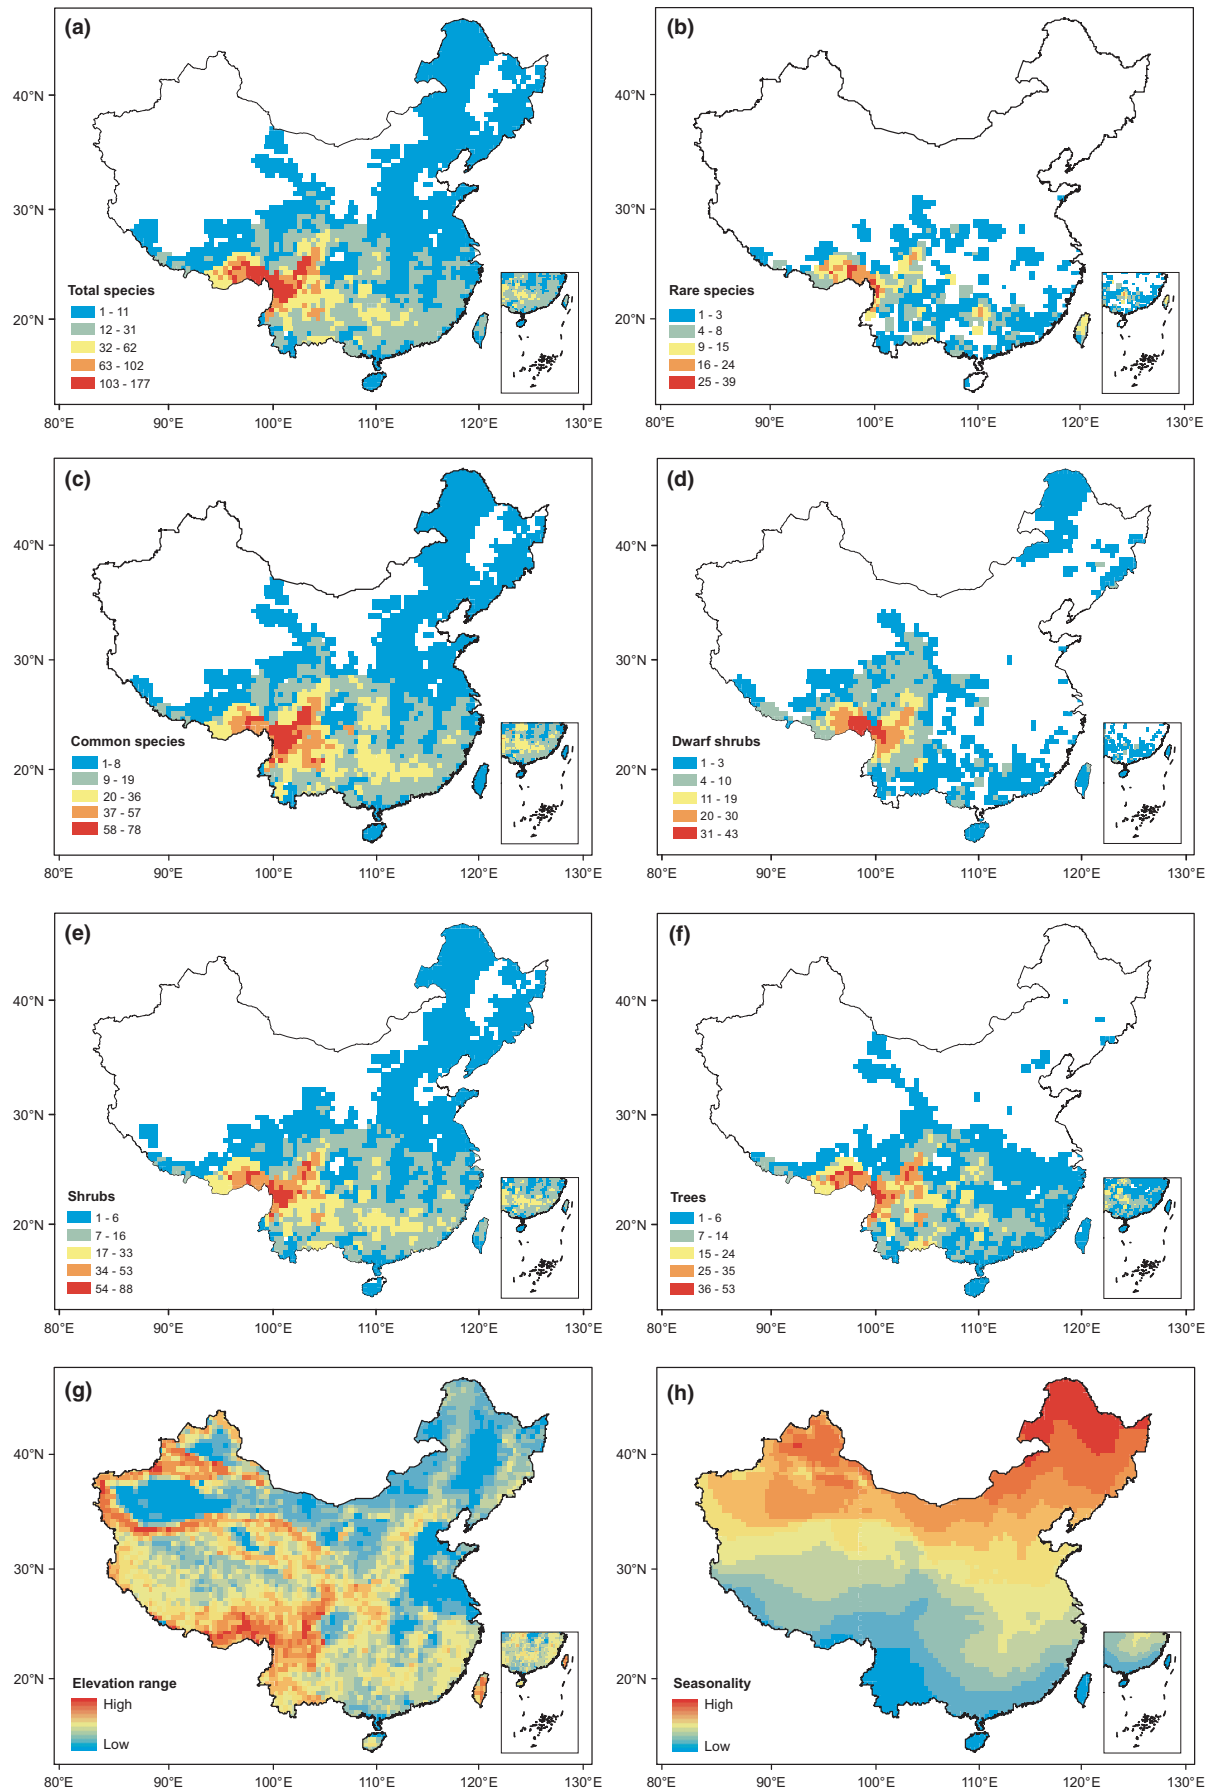 (a)
40°N
30°N
20°N
Total species
1 - 11
12 - 31
32 - 62
63 - 102
103 - 177
80°E 90°E 100°E 110°E 120°E 130°E
(b)
40°N
30°N
20°N
Rare species
1 - 3
4 - 8
9 - 15
16 - 24
25 - 39
80°E 90°E 100°E 110°E 120°E 130°E
(c)
40°N
30°N
20°N
Common species
1- 8
9 - 19
20 - 36
37 - 57
58 - 78
80°E 90°E 100°E 110°E 120°E 130°E
(d)
40°N
30°N
20°N
Dwarf shrubs
1 - 3
4 - 10
11 - 19
20 - 30
31 - 43
80°E 90°E 100°E 110°E 120°E 130°E
(e)
40°N
30°N
20°N
Shrubs
1 - 6
7 - 16
17 - 33
34 - 53
54 - 88
80°E 90°E 100°E 110°E 120°E 130°E
(f)
40°N
30°N
20°N
Trees
1 - 6
7 - 14
15 - 24
25 - 35
36 - 53
80°E 90°E 100°E 110°E 120°E 130°E
(g)
40°N
30°N
20°N
Elevation range
High
Low
80°E 90°E 100°E 110°E 120°E 130°E
(h)
40°N
30°N
20°N
Seasonality
High
Low
80°E 90°E 100°E 110°E 120°E 130°E